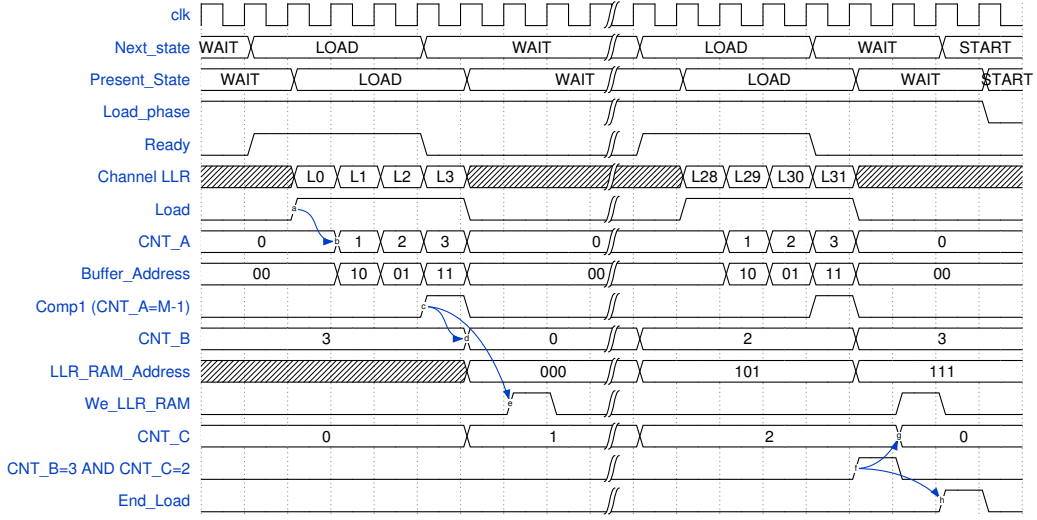 clk
Next_state WAIT LOAD WAIT LOAD WAIT START
Present_State WAIT LOAD WAIT LOAD WAIT START
Load_phase
Ready
Channel LLR L0 L1 L2 L3 L28 L29 L30 L31
Load a
CNT_A 0 b 1 2 3 0 1 2 3 0
Buffer_Address 00 10 01 11 00 10 01 11 00
Comp1 (CNT_A=M-1) c
CNT_B 3 d 0 2 3
LLR_RAM_Address 000 101 111
We_LLR_RAM e
CNT_C 0 1 2 g 0
CNT_B=3 AND CNT_C=2 f
End_Load h